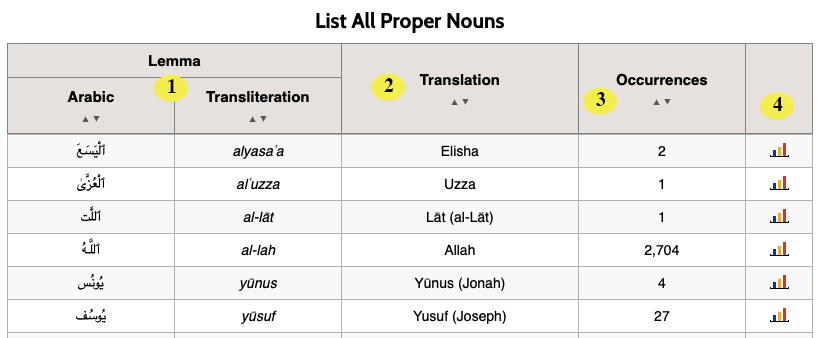 List All Proper Nouns
Lemma
1
2
Translation
3
Occurrences
4
Arabic
Transliteration
▲▼
▲▼
▲▼
▲▼
ٱلْيَسَعَ alyasaʿa Elisha 2
ٱلْعُزَّىٰ alʿuzza Uzza 1
ٱللَّت al-lāt Lāt (al-Lāt) 1
ٱللَّهُ al-lah Allah 2,704
يُونُس yūnus Yūnus (Jonah) 4
يُوسُف yūsuf Yusuf (Joseph) 27